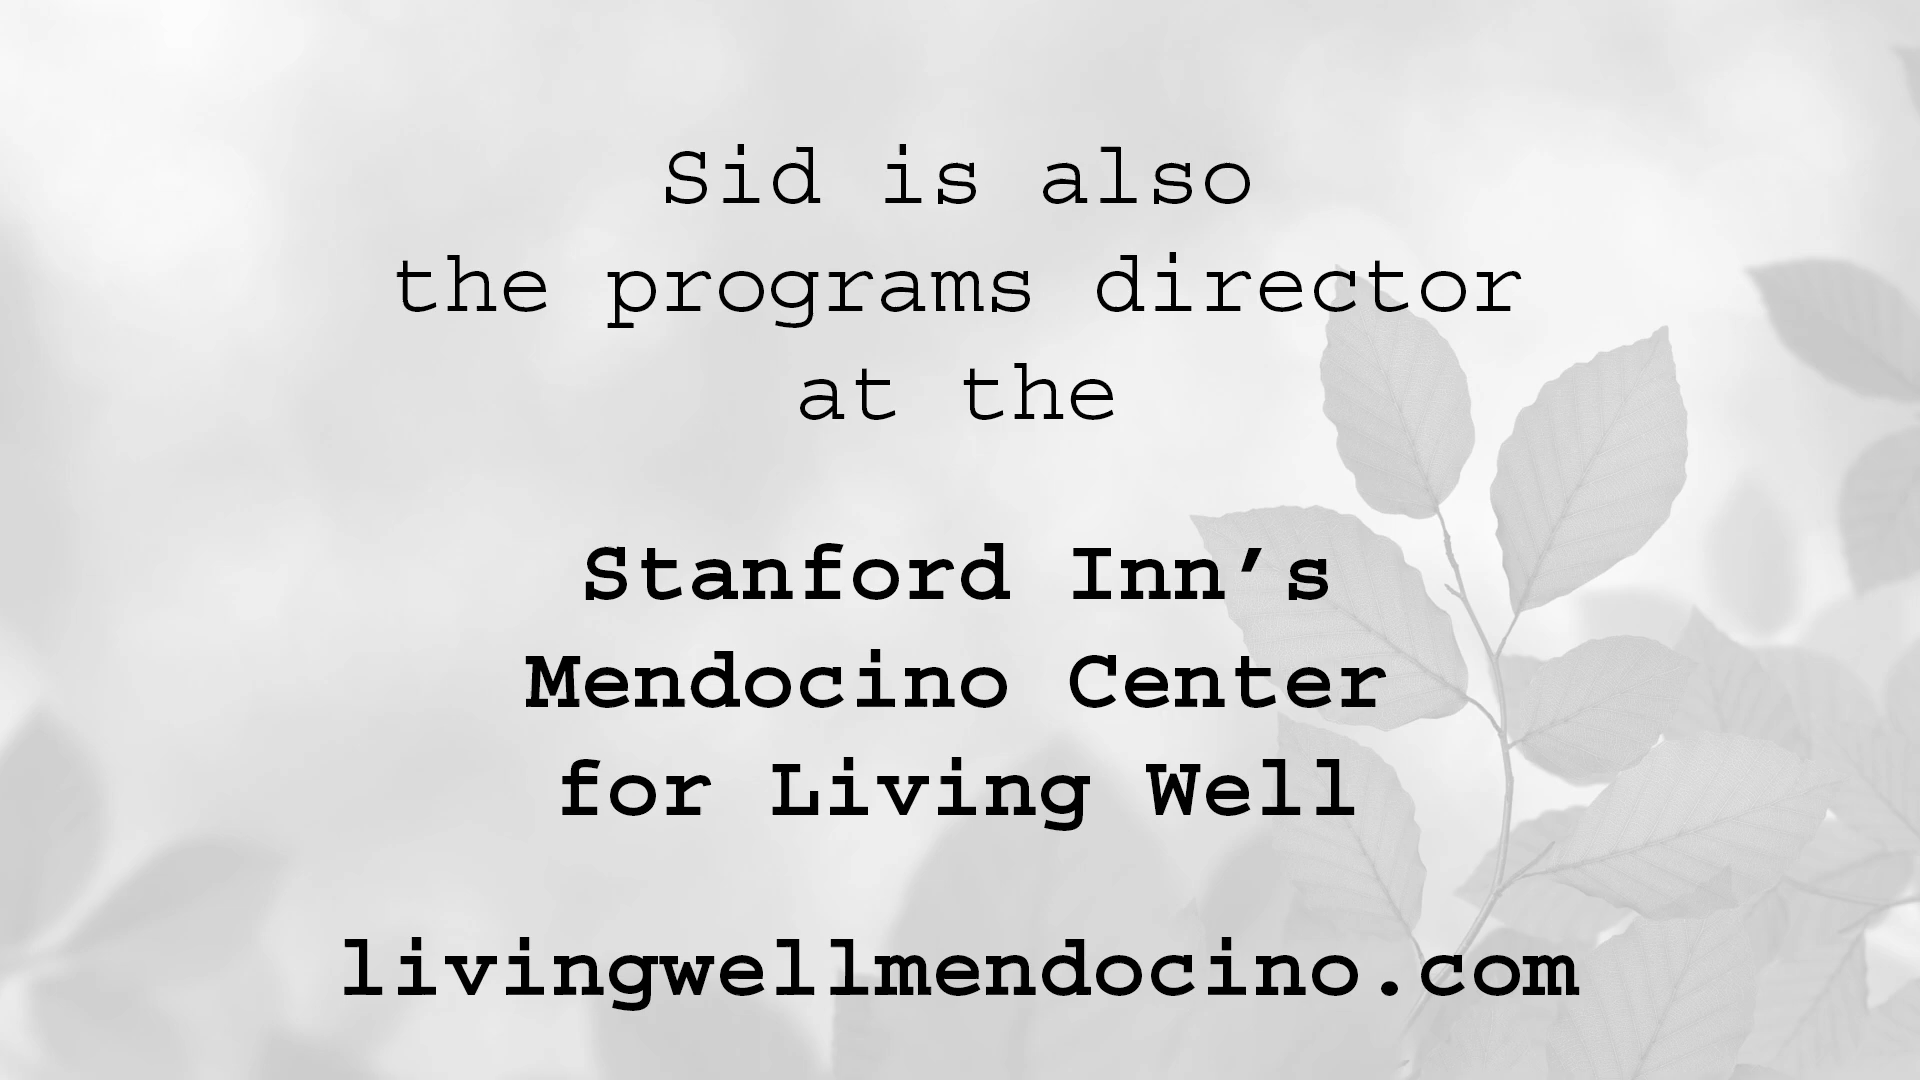 Sid is also
the programs director
at the
Stanford Inn’s
Mendocino Center
for Living Well
livingwellmendocino.com